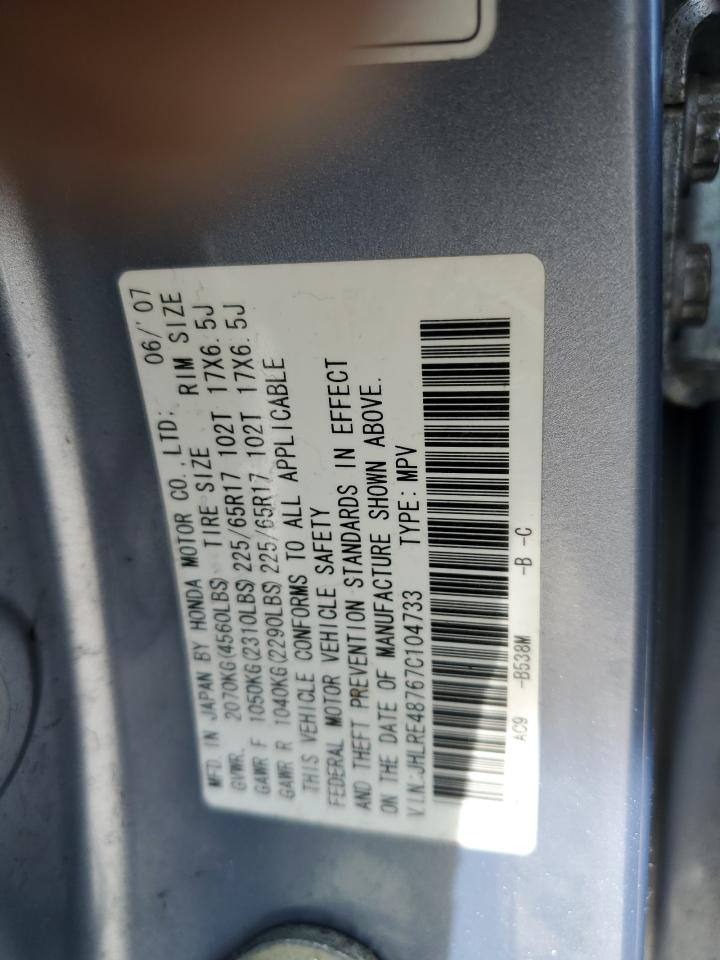 MFD. IN JAPAN BY HONDA MOTOR CO.,LTD: 06/'07
GVWR. 2070KG(4560LBS) TIRE SIZE RIM SIZE
GAWR F 1050KG(2310LBS) 225/65R17 102T 17X6.5J
GAWR R 1040KG(2290LBS) 225/65R17 102T 17X6.5J
THIS VEHICLE CONFORMS TO ALL APPLICABLE
FEDERAL MOTOR VEHICLE SAFETY
AND THEFT PREVENTION STANDARDS IN EFFECT
ON THE DATE OF MANUFACTURE SHOWN ABOVE.
V.I.N:JHLRE48767C104733 TYPE: MPV
AC9 -B538M -B -C